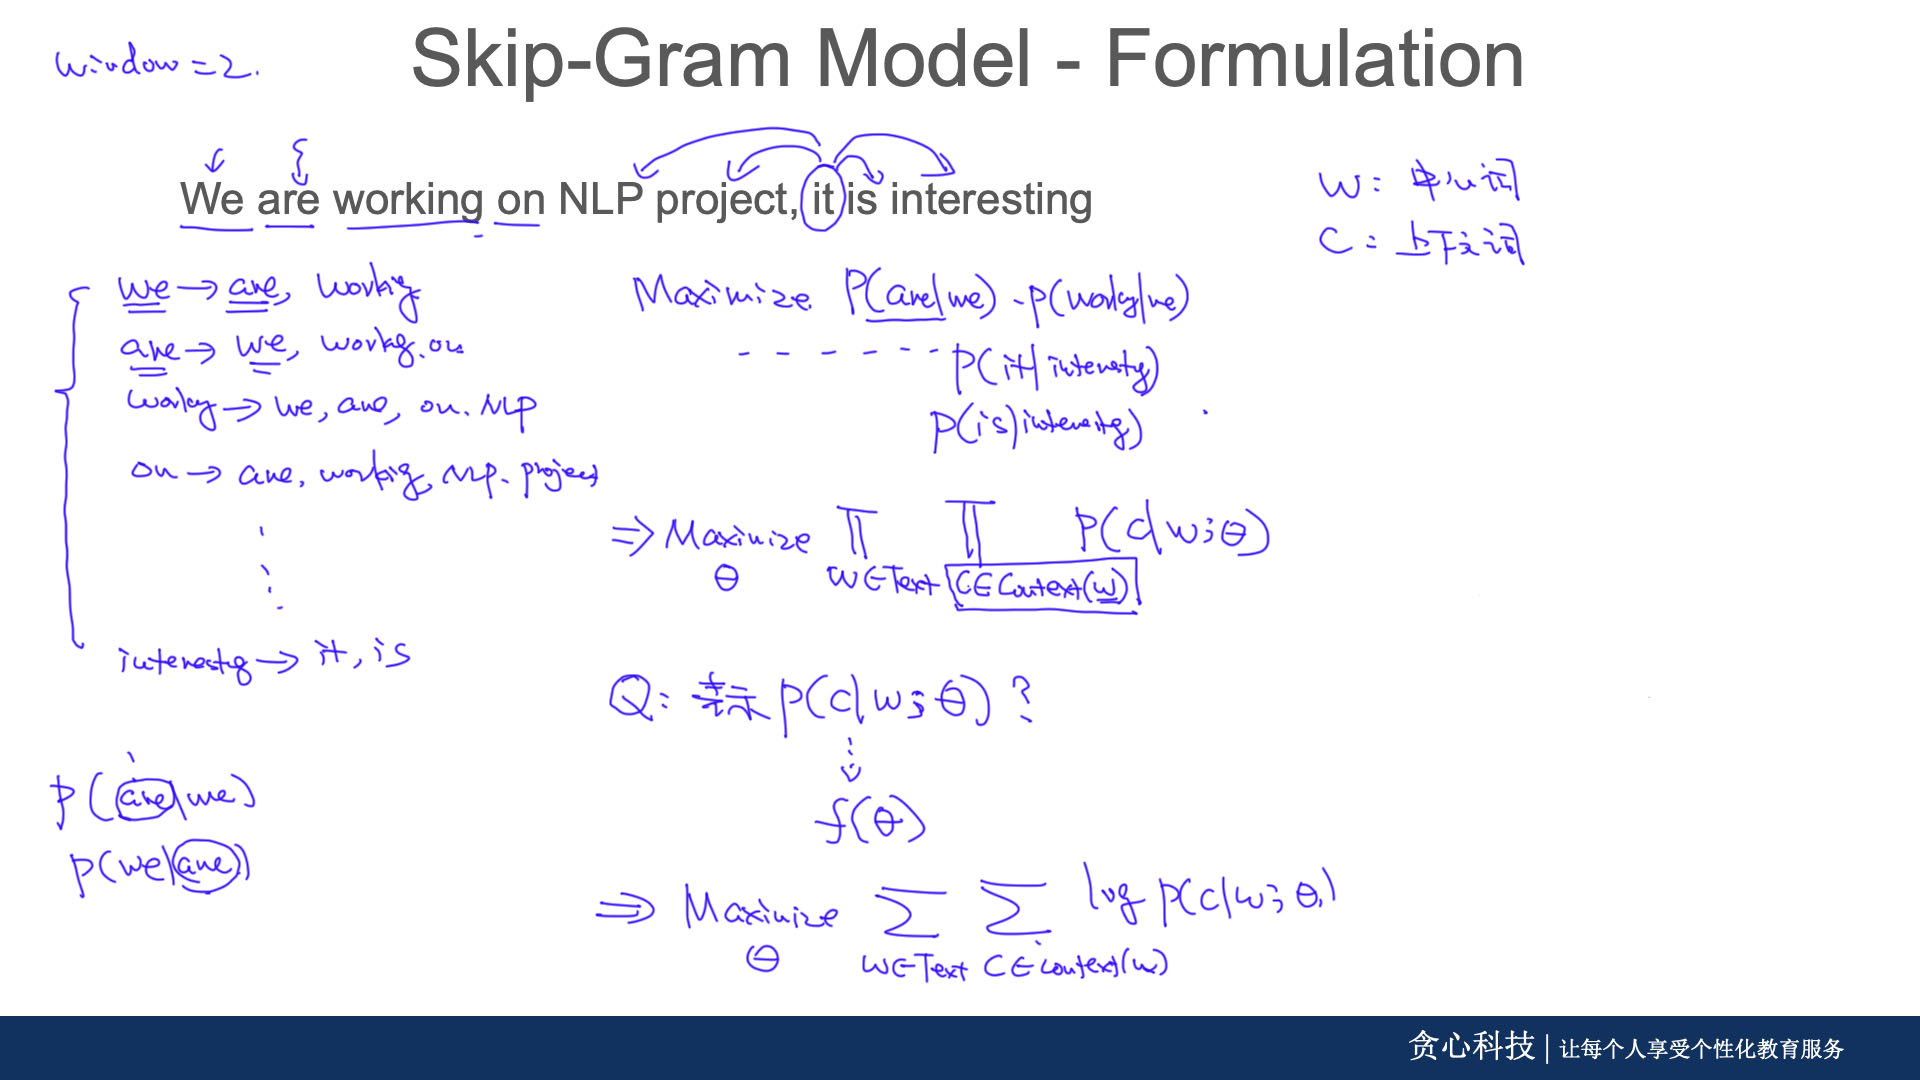 window = 2.
Skip-Gram Model - Formulation
We are working on NLP project, it is interesting
w: 中心词
c: 上下文词
we → are, working
are → we, working. on
working → we, are, on. NLP
on → are, working, NLP. project
interesting → it, is
Maximize P(are|we) · p(working|we)
- - - - - - p(it|interesting)
p(is|interesting)
⇒ Maximize ∏ ∏ P(c|w;θ)
θ w∈Text c∈Context(w)
Q: 表示 p(c|w;θ)?
f(θ)
p(are|we)
p(we|are)
⇒ Maximize ∑ ∑ log p(c|w;θ)
θ w∈Text c∈context(w)
贪心科技 | 让每个人享受个性化教育服务